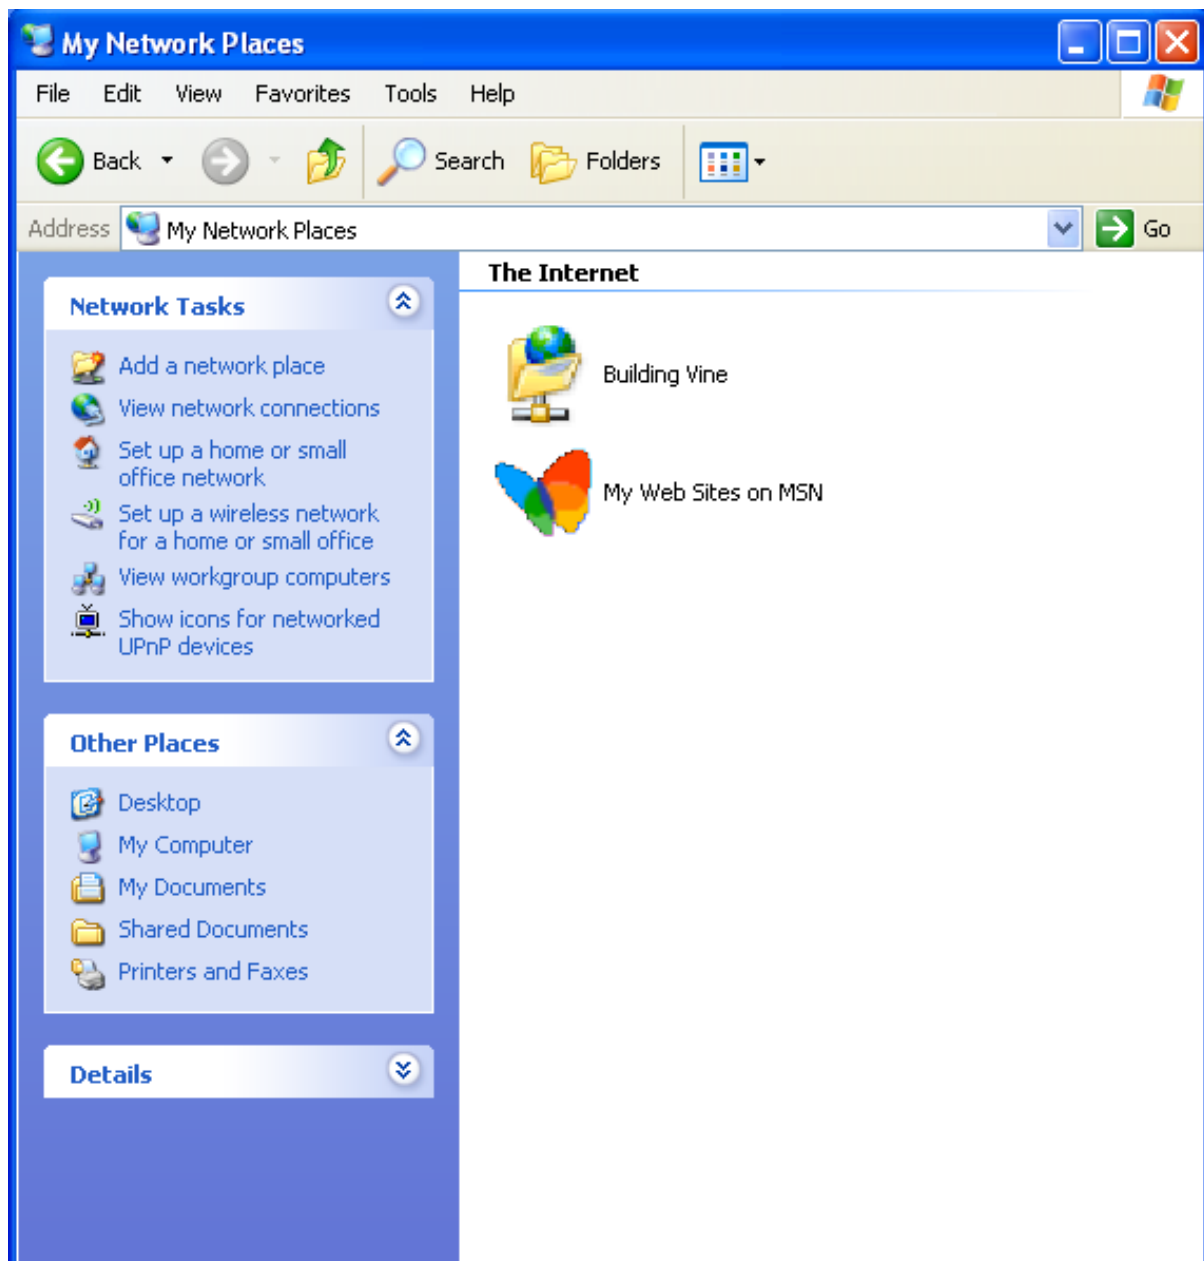 My Network Places
File Edit View Favorites Tools Help
Back Search Folders
Address My Network Places Go
Network Tasks
Add a network place
View network connections
Set up a home or small
office network
Set up a wireless network
for a home or small office
View workgroup computers
Show icons for networked
UPnP devices
Other Places
Desktop
My Computer
My Documents
Shared Documents
Printers and Faxes
Details
The Internet
Building Vine
My Web Sites on MSN